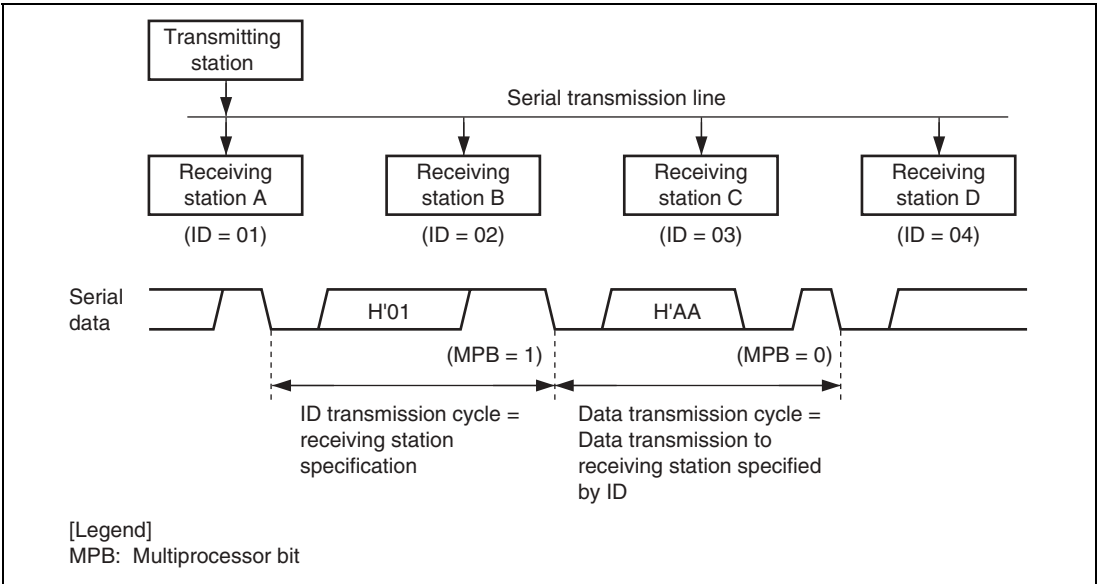 Transmitting
station
Serial transmission line
Receiving
station A
Receiving
station B
Receiving
station C
Receiving
station D
(ID = 01)
(ID = 02)
(ID = 03)
(ID = 04)
Serial
data
H'01
H'AA
(MPB = 1)
(MPB = 0)
ID transmission cycle =
receiving station
specification
Data transmission cycle =
Data transmission to
receiving station specified
by ID
[Legend]
MPB: Multiprocessor bit